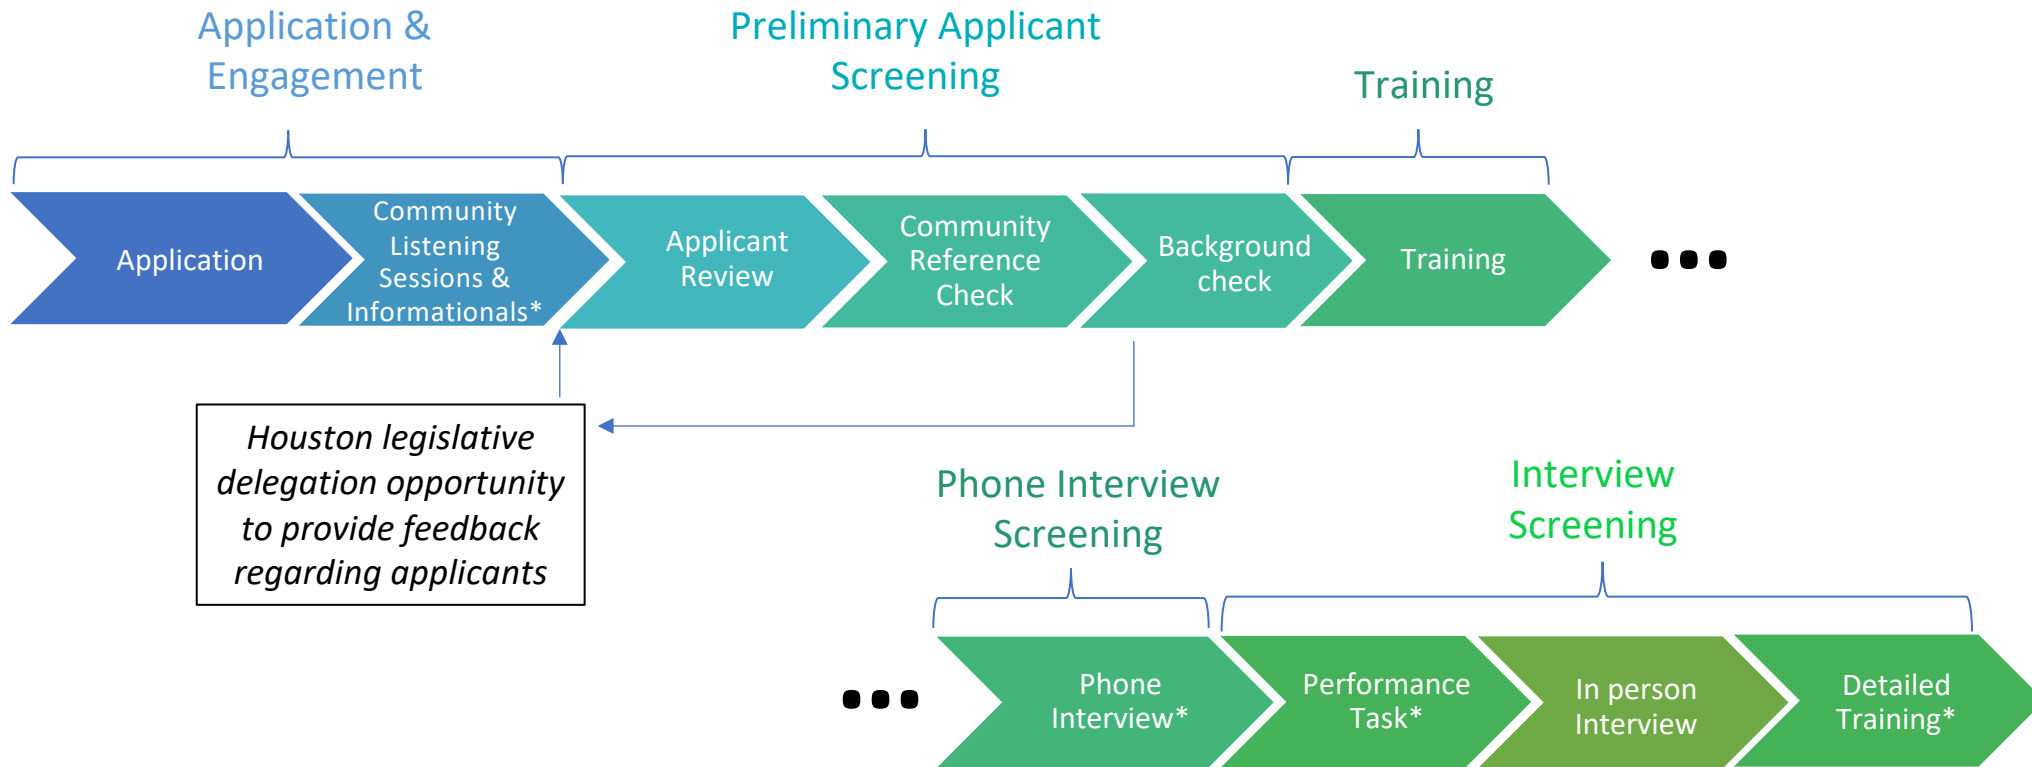 Application &
Engagement
Preliminary Applicant
Screening
Training
Application
Community
Listening
Sessions &
Informationals*
Applicant
Review
Community
Reference
Check
Background
check
Training
...
Houston legislative
delegation opportunity
to provide feedback
regarding applicants
Phone Interview
Screening
Interview
Screening
...
Phone
Interview*
Performance
Task*
In person
Interview
Detailed
Training*